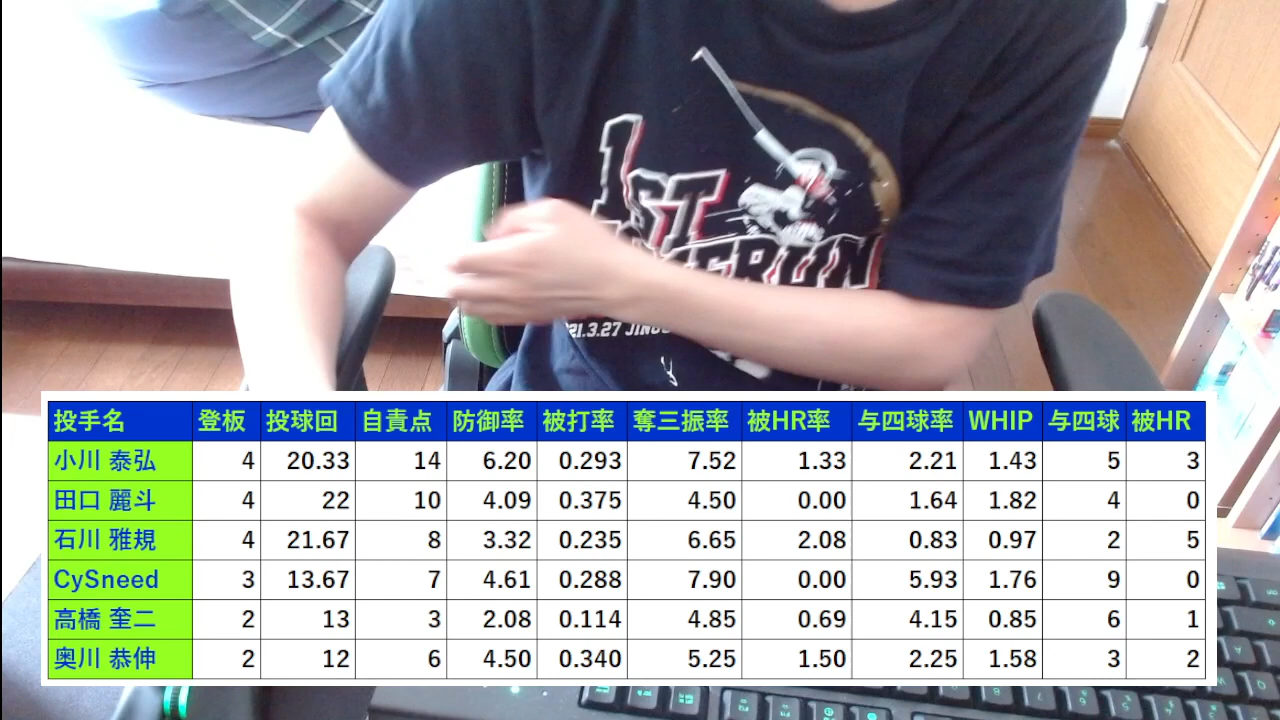 1ST
HOMERUN
21.3.27 JINGU
投手名 登板 投球回 自責点 防御率 被打率 奪三振率 被HR率 与四球率 WHIP 与四球 被HR
小川 泰弘 4 20.33 14 6.20 0.293 7.52 1.33 2.21 1.43 5 3
田口 麗斗 4 22 10 4.09 0.375 4.50 0.00 1.64 1.82 4 0
石川 雅規 4 21.67 8 3.32 0.235 6.65 2.08 0.83 0.97 2 5
CySneed 3 13.67 7 4.61 0.288 7.90 0.00 5.93 1.76 9 0
高橋 奎二 2 13 3 2.08 0.114 4.85 0.69 4.15 0.85 6 1
奥川 恭伸 2 12 6 4.50 0.340 5.25 1.50 2.25 1.58 3 2